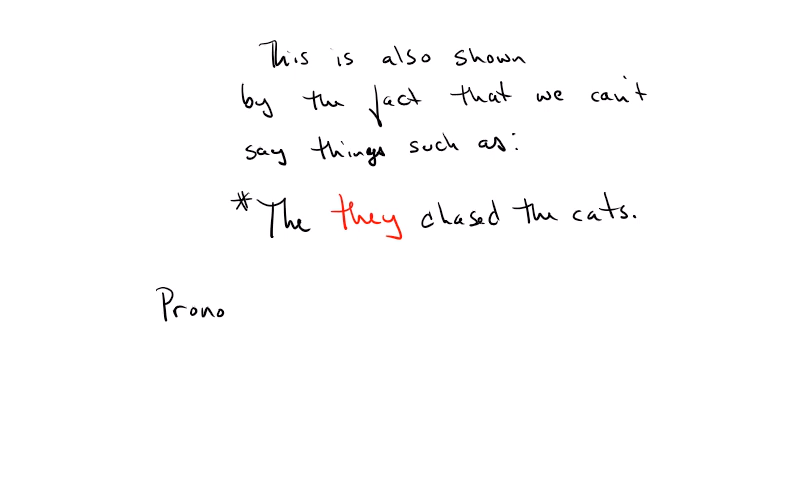 This is also shown
by the fact that we can't
say things such as:
*The they chased the cats.
Prono